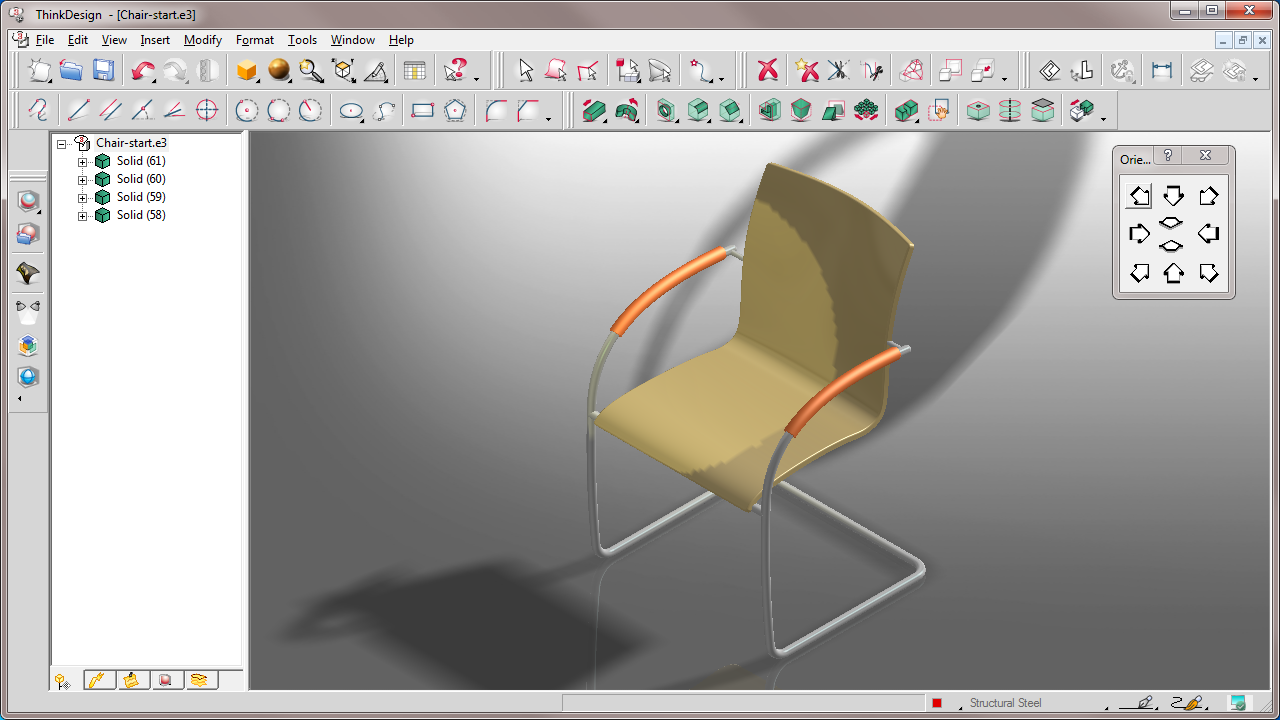 ThinkDesign - [Chair-start.e3]
File Edit View Insert Modify Format Tools Window Help
Chair-start.e3
Solid (61)
Solid (60)
Solid (59)
Solid (58)
Orie...
Structural Steel